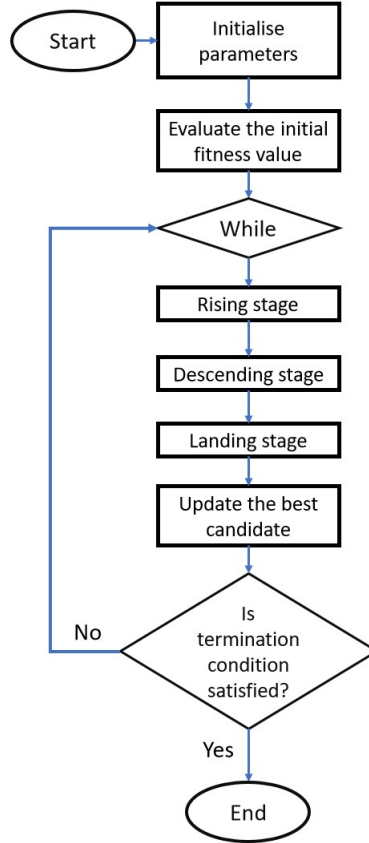 Start
Initialise
parameters
Evaluate the initial
fitness value
While
Rising stage
Descending stage
Landing stage
Update the best
candidate
Is
termination
condition
satisfied?
No
Yes
End